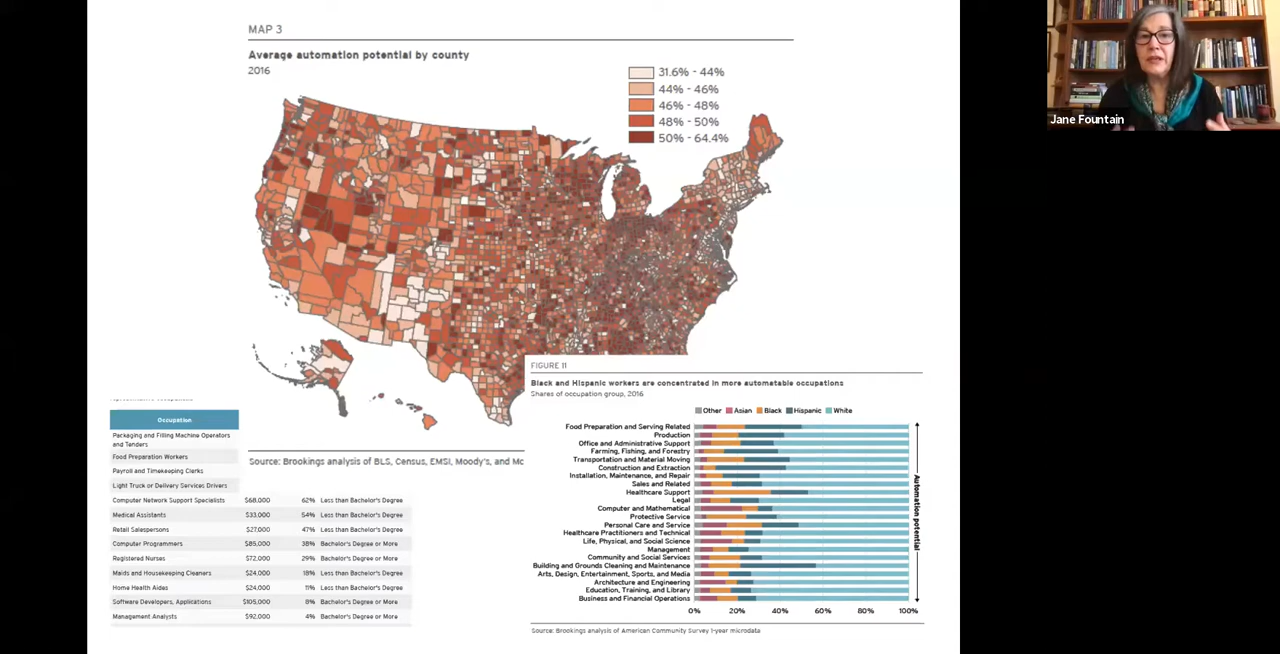 MAP 3
Average automation potential by county
2016
31.6% - 44%
44% - 46%
46% - 48%
48% - 50%
50% - 64.4%
Jane Fountain
Source: Brookings analysis of BLS, Census, EMSI, Moody's, and Mc
Occupation
Packaging and Filling Machine Operators
and Tenders
Food Preparation Workers
Payroll and Timekeeping Clerks
Light Truck or Delivery Services Drivers
Computer Network Support Specialists $68,000 62% Less than Bachelor's Degree
Medical Assistants $33,000 54% Less than Bachelor's Degree
Retail Salespersons $27,000 47% Less than Bachelor's Degree
Computer Programmers $85,000 38% Bachelor's Degree or More
Registered Nurses $72,000 29% Bachelor's Degree or More
Maids and Housekeeping Cleaners $24,000 18% Less than Bachelor's Degree
Home Health Aides $24,000 11% Less than Bachelor's Degree
Software Developers, Applications $105,000 8% Bachelor's Degree or More
Management Analysts $92,000 4% Bachelor's Degree or More
FIGURE 11
Black and Hispanic workers are concentrated in more automatable occupations
Shares of occupation group, 2016
Other Asian Black Hispanic White
Food Preparation and Serving Related
Production
Office and Administrative Support
Farming, Fishing, and Forestry
Transportation and Material Moving
Construction and Extraction
Installation, Maintenance, and Repair
Sales and Related
Healthcare Support
Legal
Computer and Mathematical
Protective Service
Personal Care and Service
Healthcare Practitioners and Technical
Life, Physical, and Social Science
Management
Community and Social Services
Building and Grounds Cleaning and Maintenance
Arts, Design, Entertainment, Sports, and Media
Architecture and Engineering
Education, Training, and Library
Business and Financial Operations
0% 20% 40% 60% 80% 100%
Automation potential
Source: Brookings analysis of American Community Survey 1-year microdata